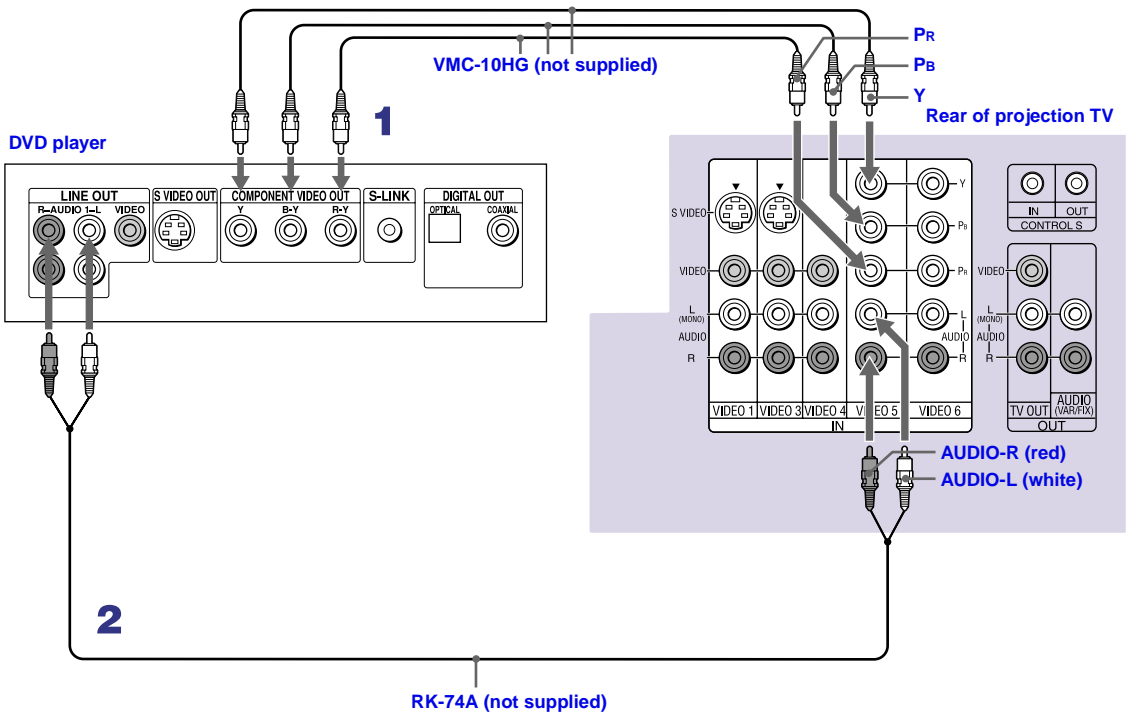 PR
PB
Y
VMC-10HG (not supplied)
1
Rear of projection TV
DVD player
LINE OUT
R–AUDIO 1–L VIDEO
S VIDEO OUT
COMPONENT VIDEO OUT
Y B-Y R-Y
S-LINK
DIGITAL OUT
OPTICAL COAXIAL
S VIDEO
VIDEO
L
(MONO)
AUDIO
R
Y
PB
PR
L
AUDIO
R
VIDEO 1 VIDEO 3 VIDEO 4 VIDEO 5 VIDEO 6
IN
IN OUT
CONTROL S
VIDEO
L
(MONO)
AUDIO
R
TV OUT
AUDIO
(VAR/FIX)
OUT
AUDIO-R (red)
AUDIO-L (white)
2
RK-74A (not supplied)